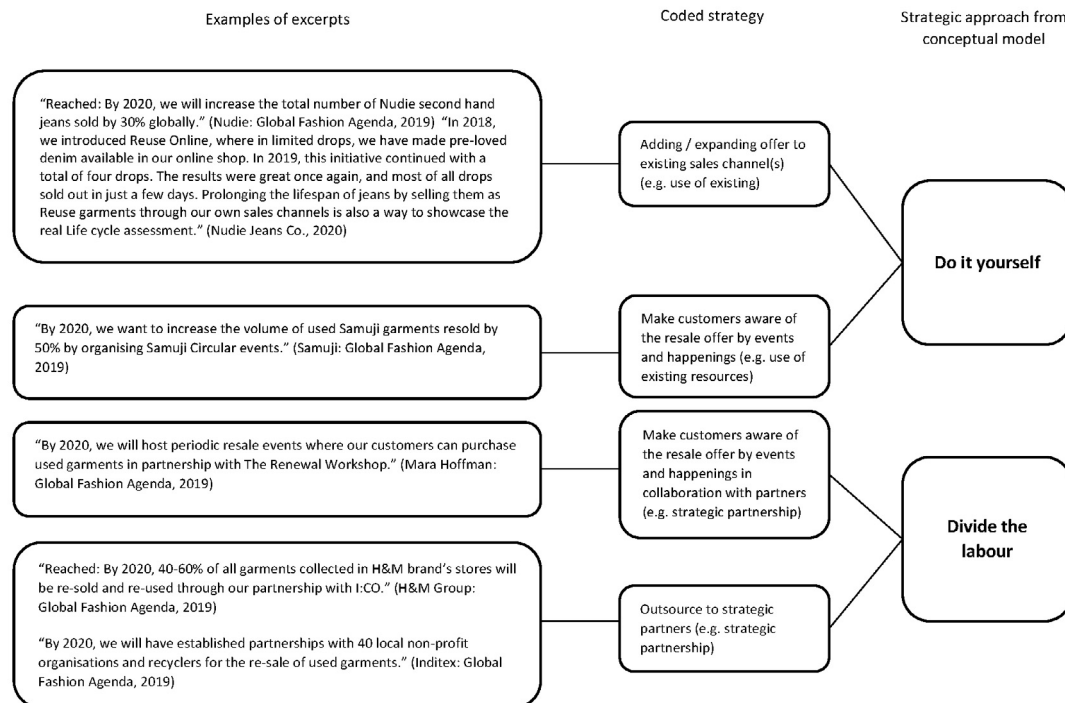 Examples of excerpts
Coded strategy
Strategic approach from
conceptual model
“Reached: By 2020, we will increase the total number of Nudie second hand
jeans sold by 30% globally.” (Nudie: Global Fashion Agenda, 2019) “In 2018,
we introduced Reuse Online, where in limited drops, we have made pre-loved
denim available in our online shop. In 2019, this initiative continued with a
total of four drops. The results were great once again, and most of all drops
sold out in just a few days. Prolonging the lifespan of jeans by selling them as
Reuse garments through our own sales channels is also a way to showcase the
real Life cycle assessment.” (Nudie Jeans Co., 2020)
Adding / expanding offer to
existing sales channel(s)
(e.g. use of existing)
Do it yourself
“By 2020, we want to increase the volume of used Samuji garments resold by
50% by organising Samuji Circular events.” (Samuji: Global Fashion Agenda,
2019)
Make customers aware of
the resale offer by events
and happenings (e.g. use of
existing resources)
“By 2020, we will host periodic resale events where our customers can purchase
used garments in partnership with The Renewal Workshop.” (Mara Hoffman:
Global Fashion Agenda, 2019)
Make customers aware of
the resale offer by events
and happenings in
collaboration with partners
(e.g. strategic partnership)
Divide the
labour
“Reached: By 2020, 40-60% of all garments collected in H&M brand’s stores will
be re-sold and re-used through our partnership with I:CO.” (H&M Group:
Global Fashion Agenda, 2019)
“By 2020, we will have established partnerships with 40 local non-profit
organisations and recyclers for the re-sale of used garments.” (Inditex: Global
Fashion Agenda, 2019)
Outsource to strategic
partners (e.g. strategic
partnership)